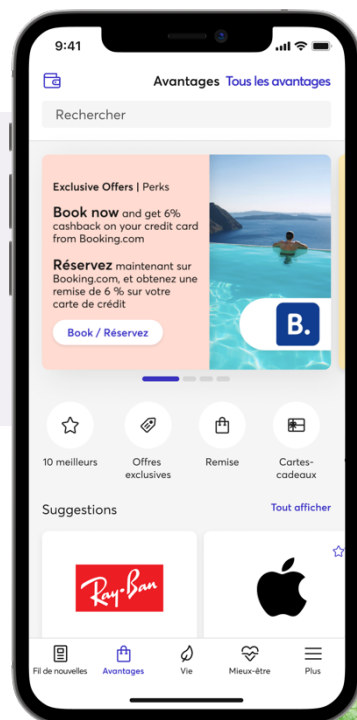 9:41
Avantages Tous les avantages
Rechercher
Exclusive Offers | Perks
Book now and get 6%
cashback on your credit card
from Booking.com
Réservez maintenant sur
Booking.com, et obtenez une
remise de 6 % sur votre
carte de crédit
Book / Réservez
B.
10 meilleurs
Offres
exclusives
Remise
Cartes-
cadeaux
Suggestions
Tout afficher
Ray-Ban
Fil de nouvelles
Avantages
Vie
Mieux-être
Plus